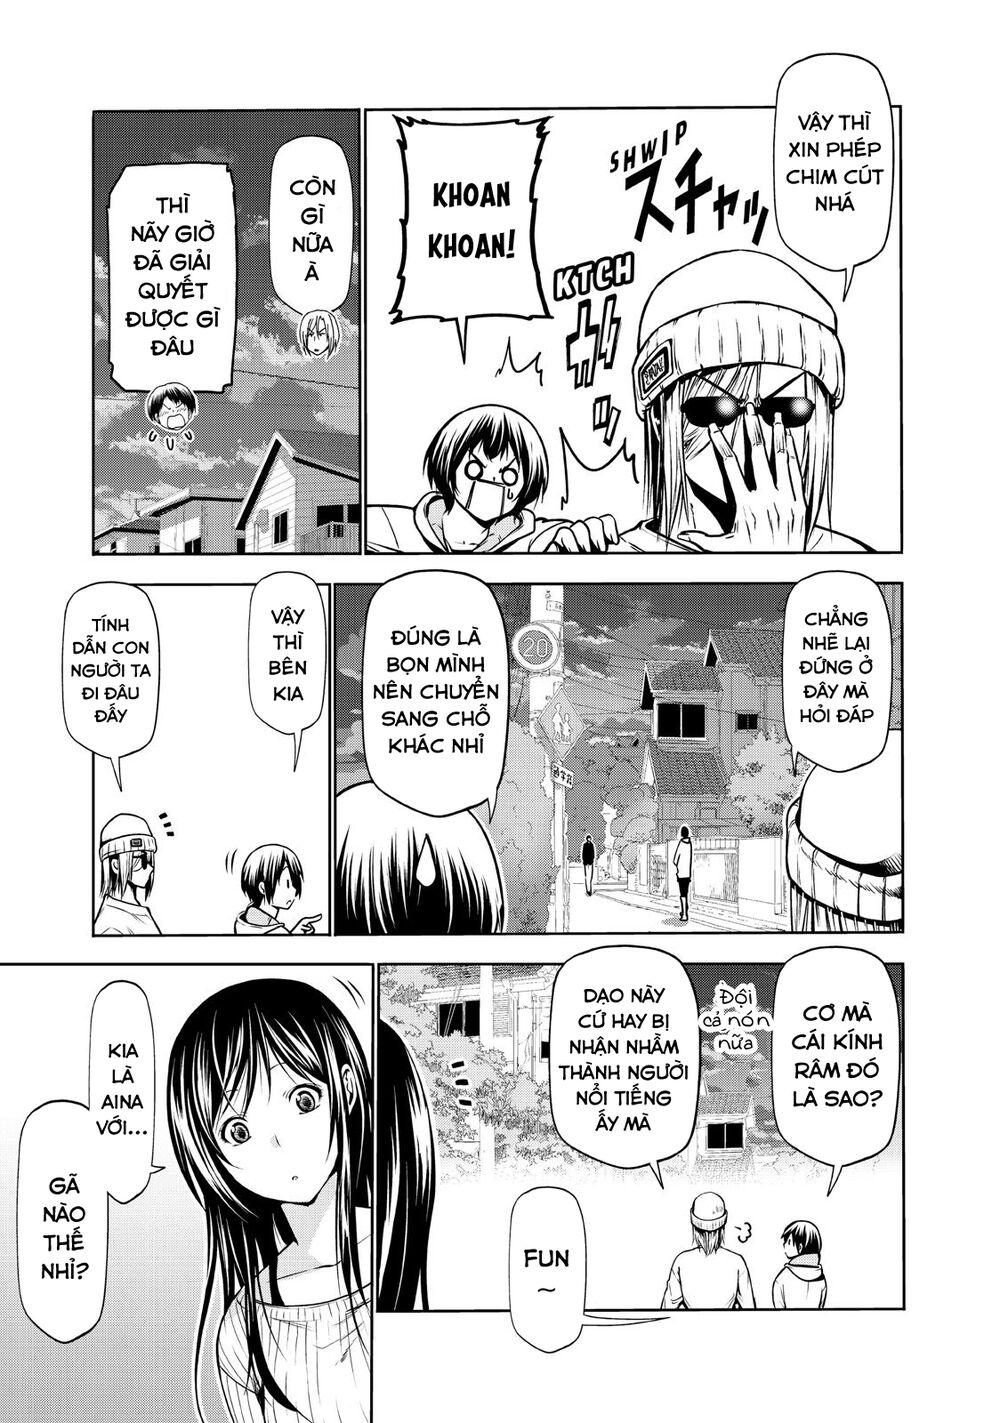 VẬY THÌ
XIN PHÉP
CHIM CÚT
NHÁ
SHWIP
スチャッ
KHOAN
KHOAN!
KTCH
CÒN
GÌ
NỮA
À
THÌ
NÃY GIỜ
ĐÃ GIẢI
QUYẾT
ĐƯỢC GÌ
ĐÂU
CHẲNG
NHẼ LẠI
ĐỨNG Ở
ĐÂY MÀ
HỎI ĐÁP
20
ĐÚNG LÀ
BỌN MÌNH
NÊN CHUYỂN
SANG CHỖ
KHÁC NHỈ
VẬY
THÌ
BÊN
KIA
TÍNH
DẪN CON
NGƯỜI TA
ĐI ĐÂU
ĐẤY
CƠ MÀ
CÁI KÍNH
RÂM ĐÓ
LÀ SAO?
Đội
cả nón
nữa
DẠO NÀY
CỨ HAY BỊ
NHẬN NHẦM
THÀNH NGƯỜI
NỔI TIẾNG
ẤY MÀ
FUN
~
KIA
LÀ
AINA
VỚI...
GÃ
NÀO
THẾ
NHỈ?